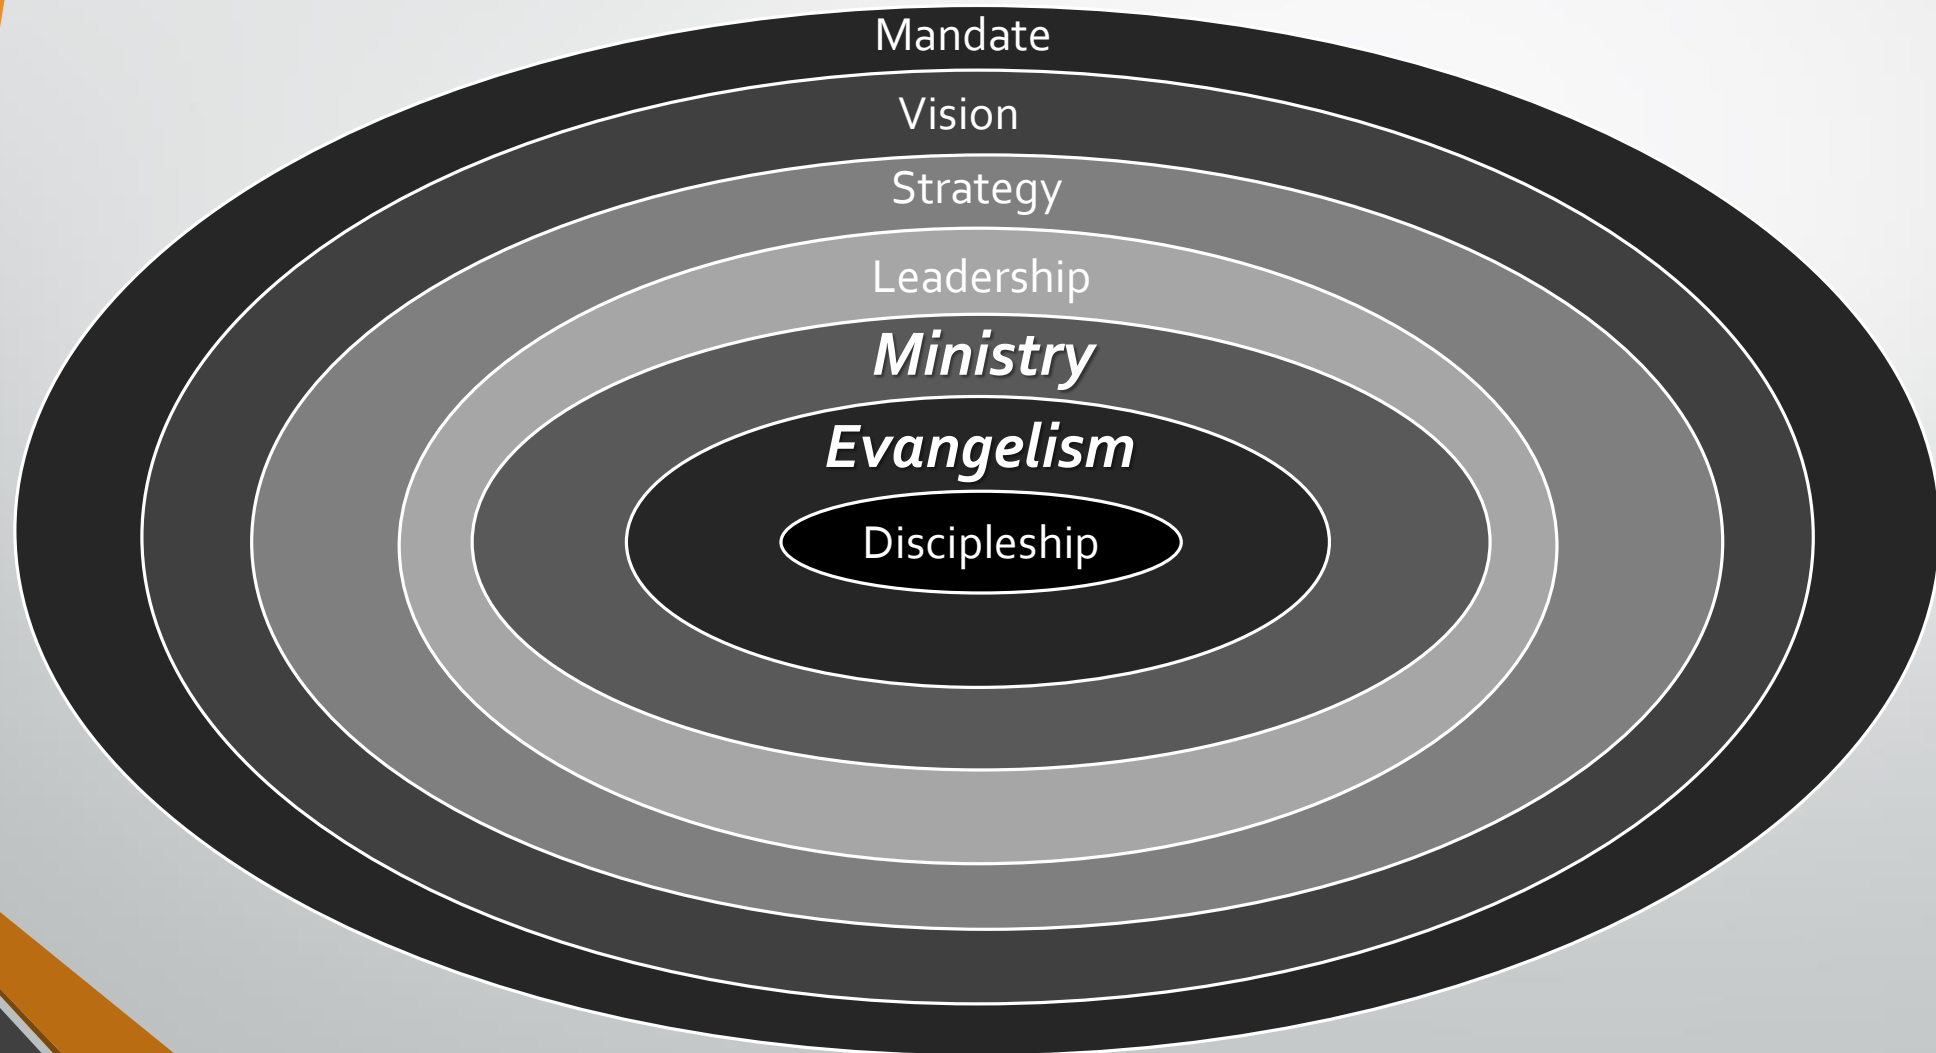 Mandate
Vision
Strategy
Leadership
Ministry
Evangelism
Discipleship